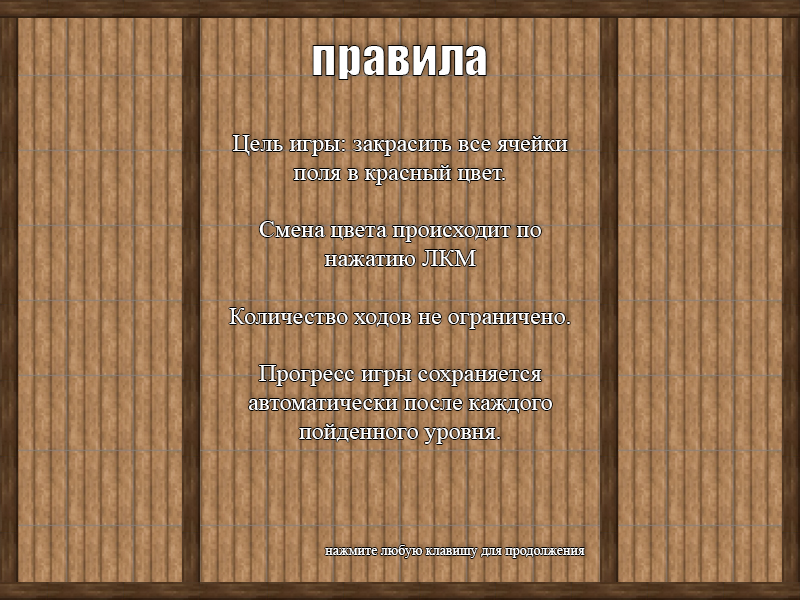 правила
Цель игры: закрасить все ячейки
поля в красный цвет.
Смена цвета происходит по
нажатию ЛКМ
Количество ходов не ограничено.
Прогресс игры сохраняется
автоматически после каждого
пойденного уровня.
нажмите любую клавишу для продолжения